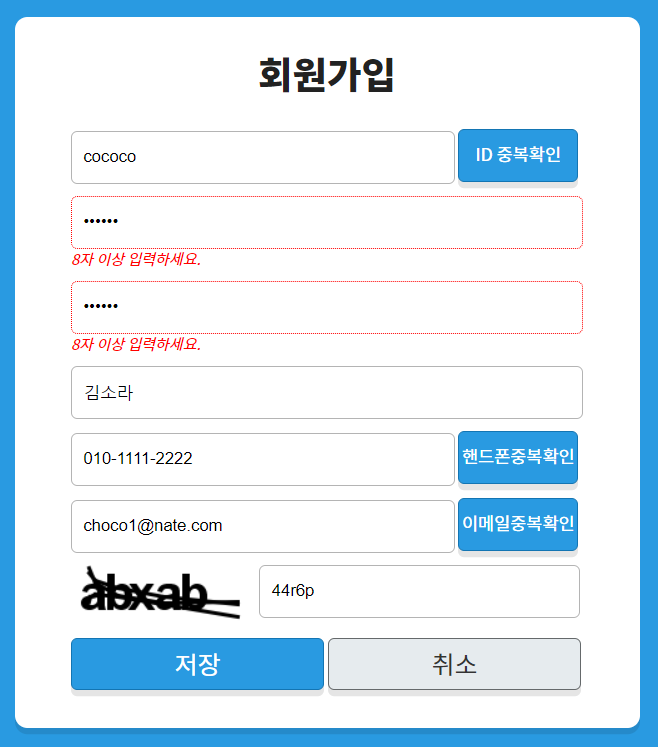 회원가입
cococo
ID 중복확인
••••••
8자 이상 입력하세요.
••••••
8자 이상 입력하세요.
김소라
010-1111-2222
핸드폰중복확인
choco1@nate.com
이메일중복확인
abxab
44r6p
저장
취소